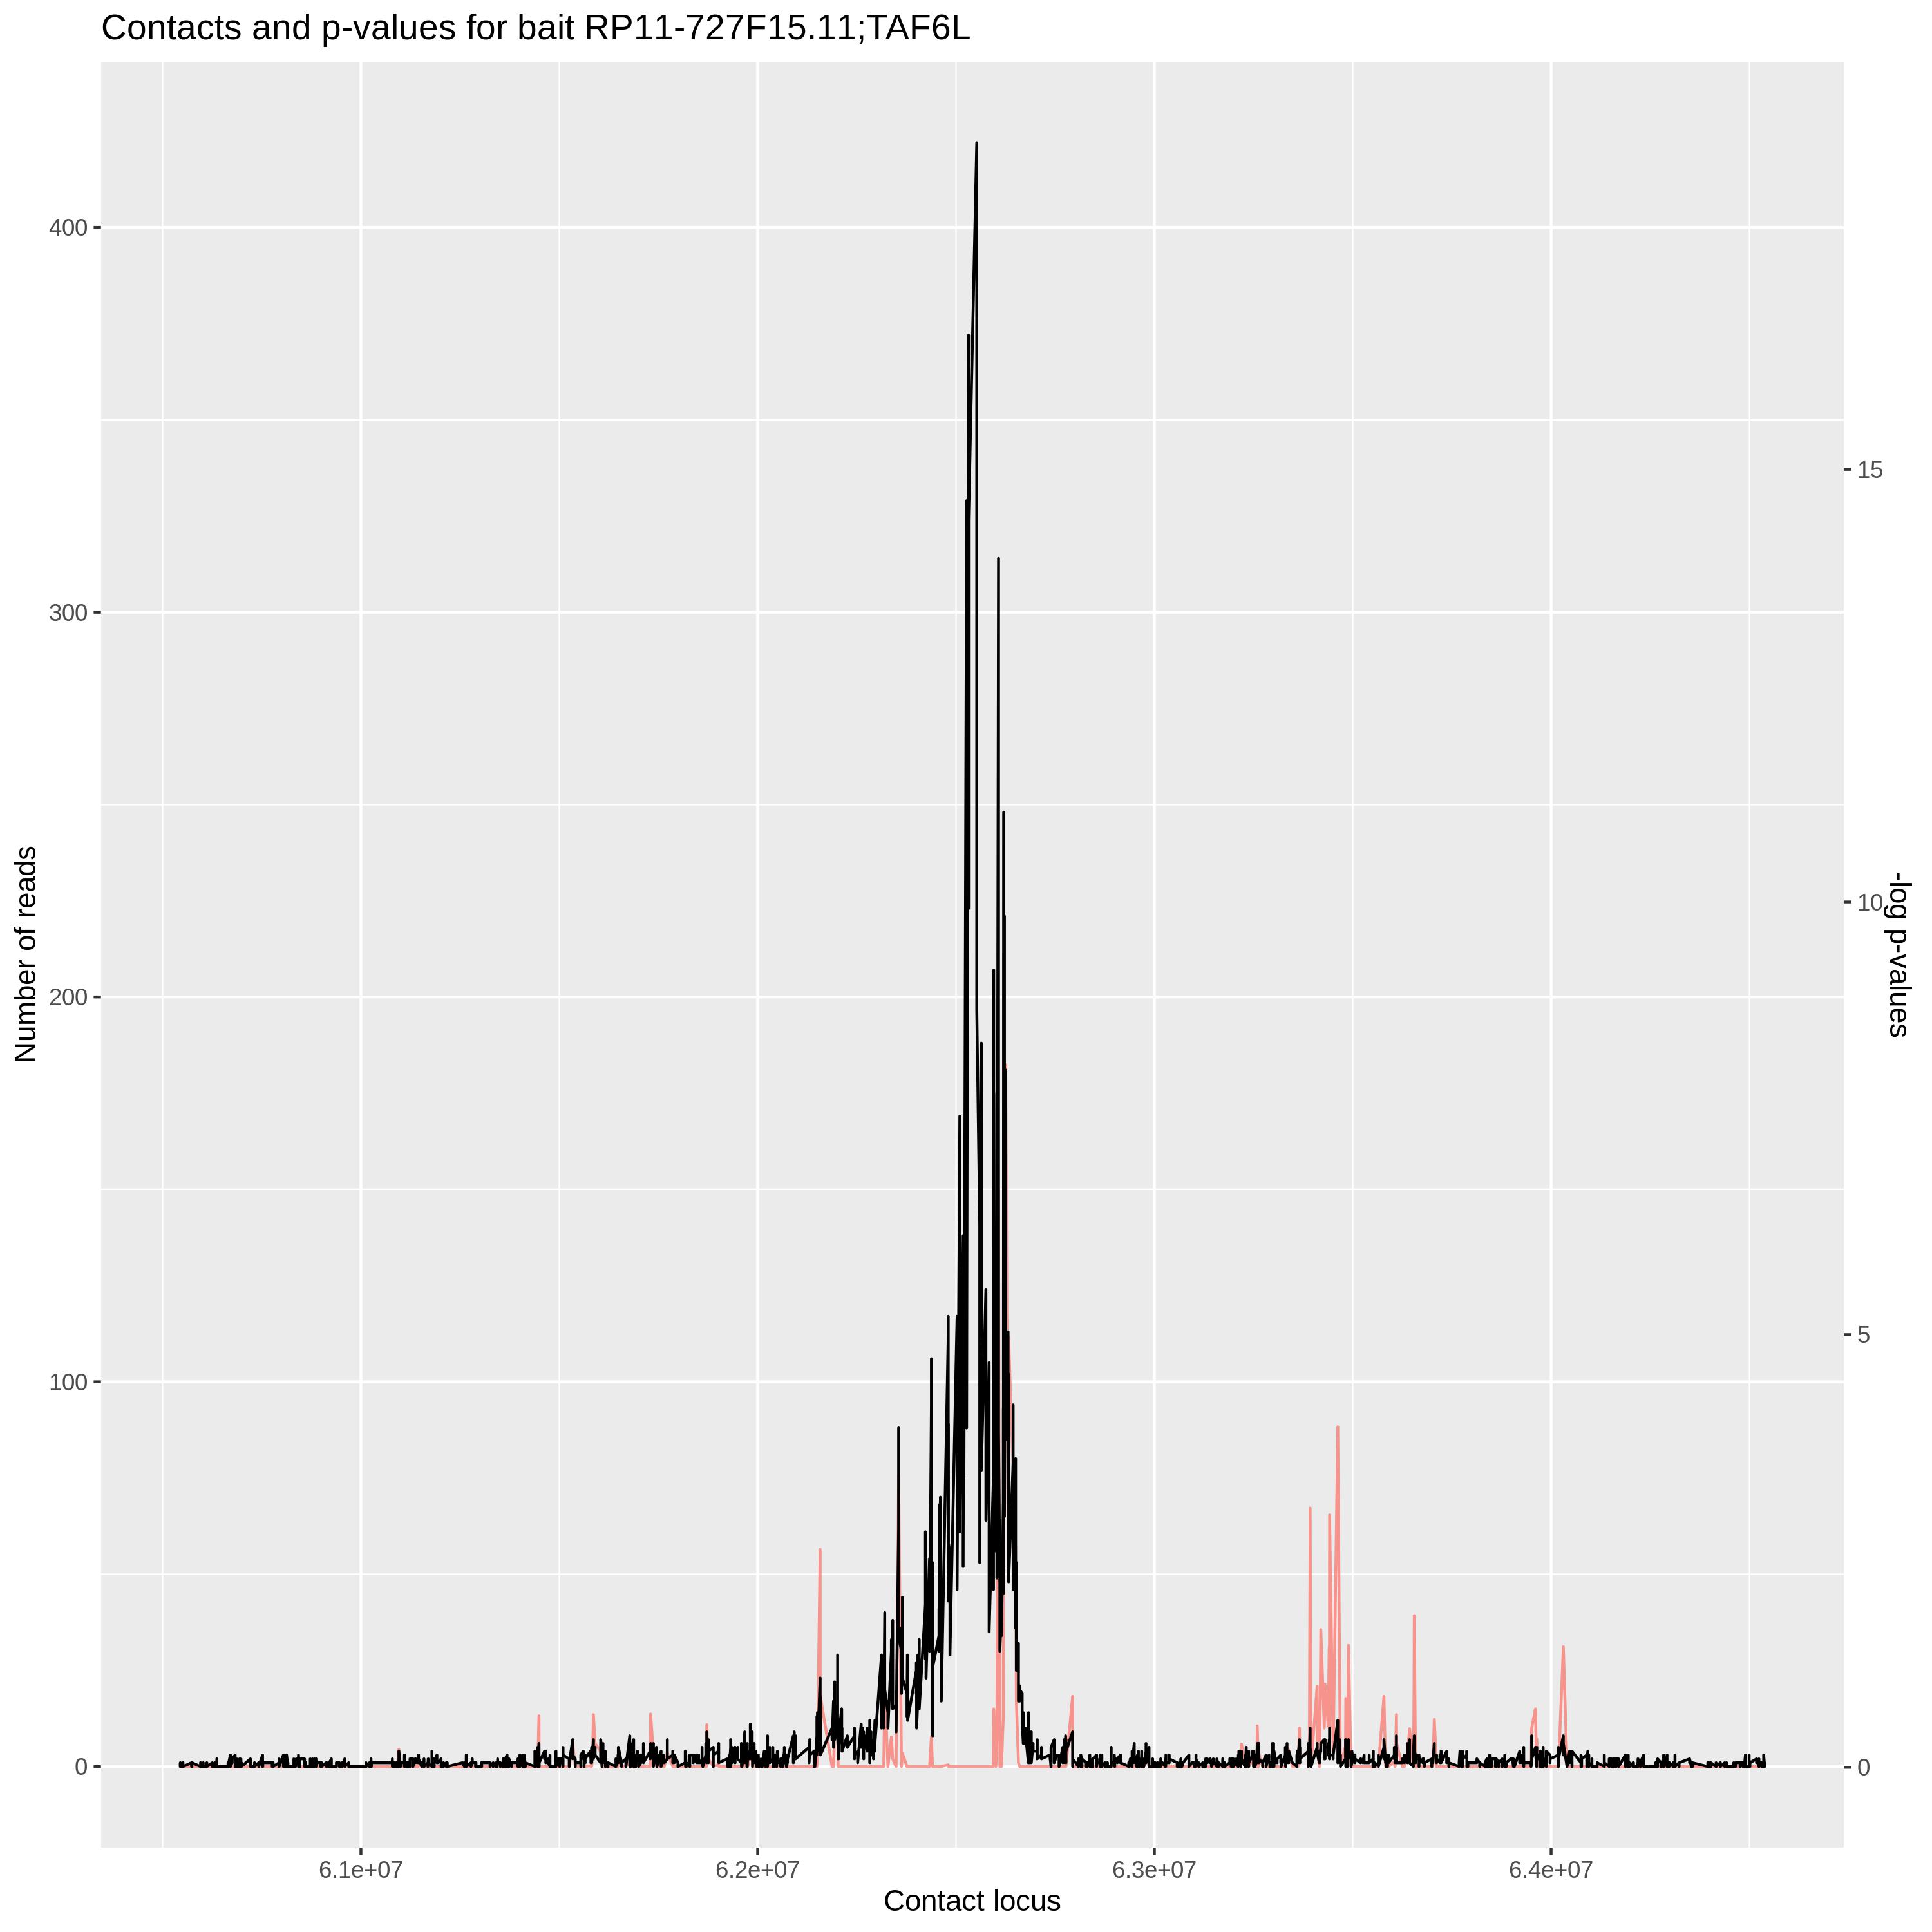 Contacts and p-values for bait RP11-727F15.11;TAF6L
400
300
200
100
0
Number of reads
15
10
5
0
-log p-values
6.1e+07
6.2e+07
6.3e+07
6.4e+07
Contact locus